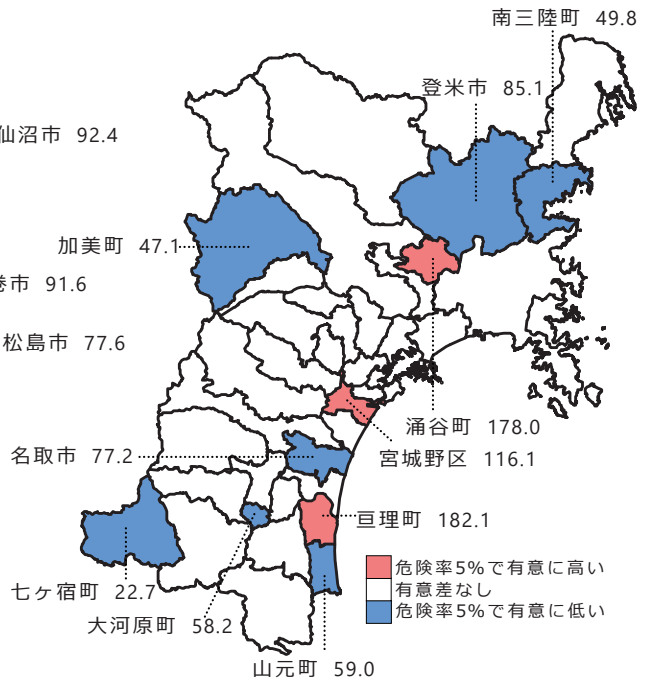 南三陸町 49.8
登米市 85.1
仙沼市 92.4
加美町 47.1
巻市 91.6
松島市 77.6
涌谷町 178.0
名取市 77.2
宮城野区 116.1
亘理町 182.1
危険率5%で有意に高い
有意差なし
危険率5%で有意に低い
七ヶ宿町 22.7
大河原町 58.2
山元町 59.0